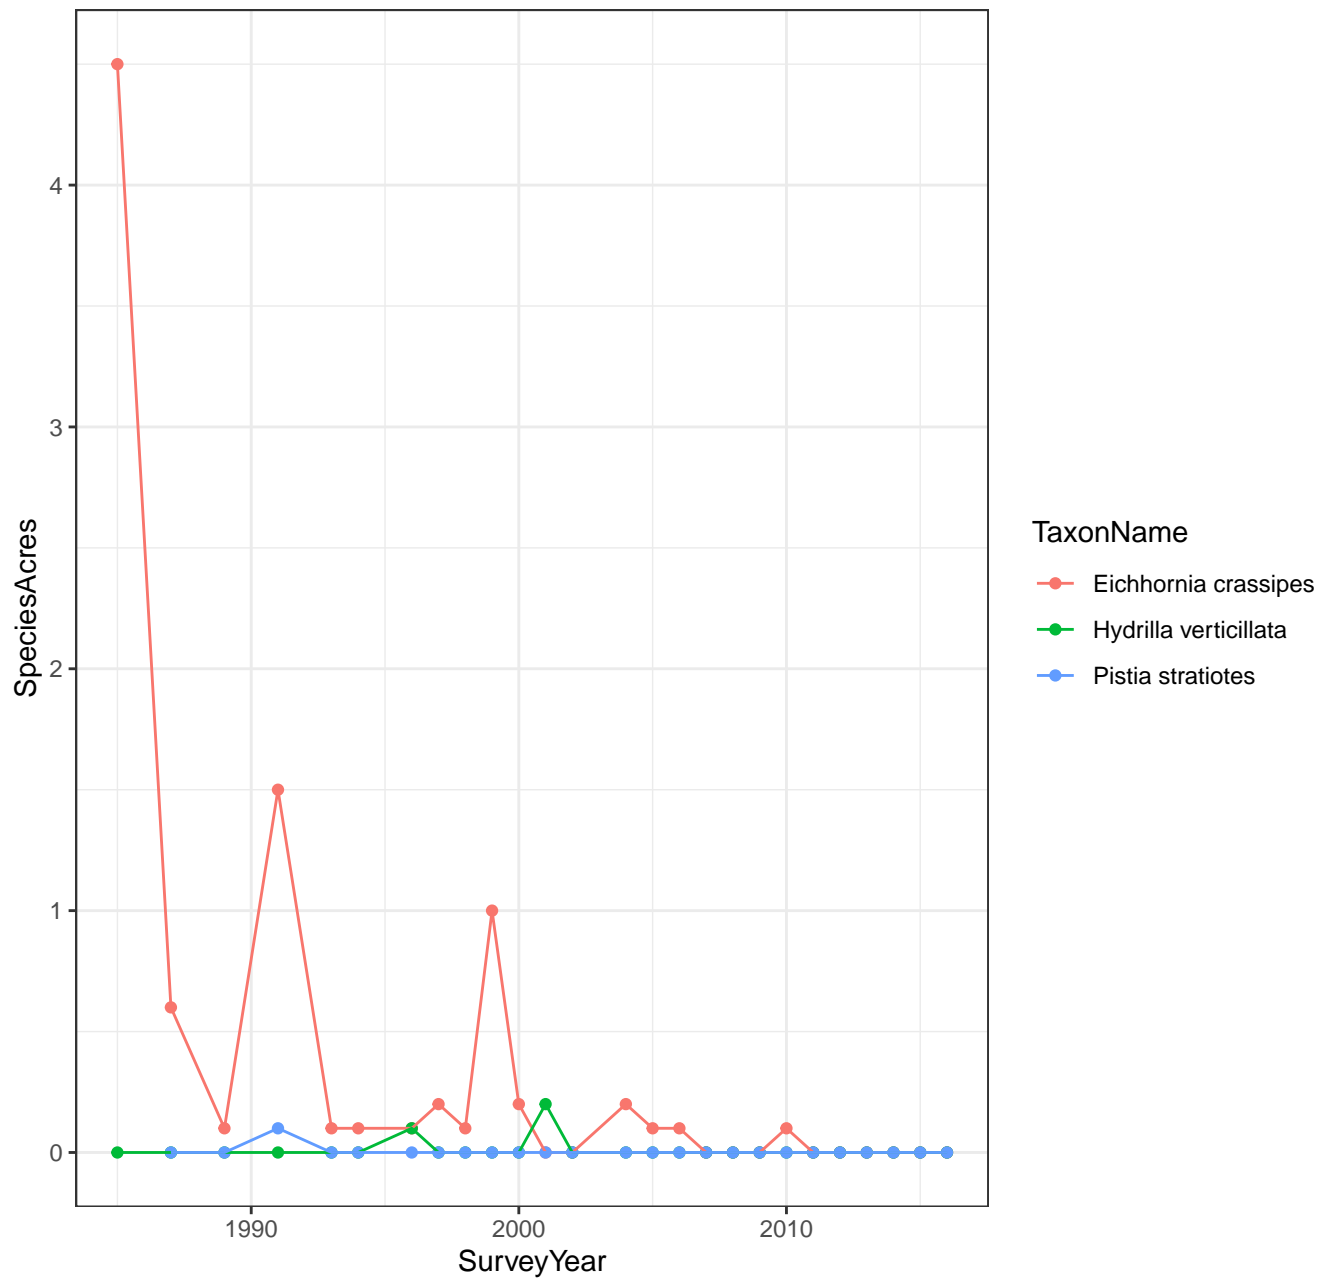 SpeciesAcres
4
3
2
1
0
1990
2000
2010
SurveyYear
TaxonName
Eichhornia crassipes
Hydrilla verticillata
Pistia stratiotes